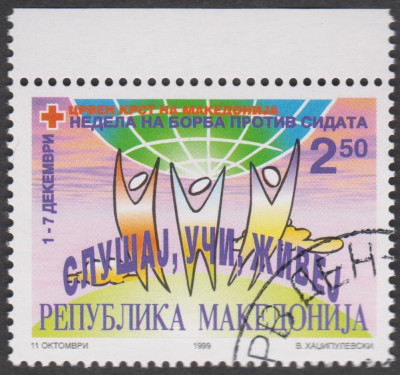 ЦРВЕН КРСТ НА МАКЕДОНИЈА
НЕДЕЛА НА БОРБА ПРОТИВ СИДАТА
2 50
1 - 7 ДЕКЕМВРИ
СЛУШАЈ, УЧИ, ЖИВЕЈ
РЕПУБЛИКА МАКЕДОНИЈА
11 ОКТОМВРИ 1999 В. ХАЦИПУЛЕВСКИ